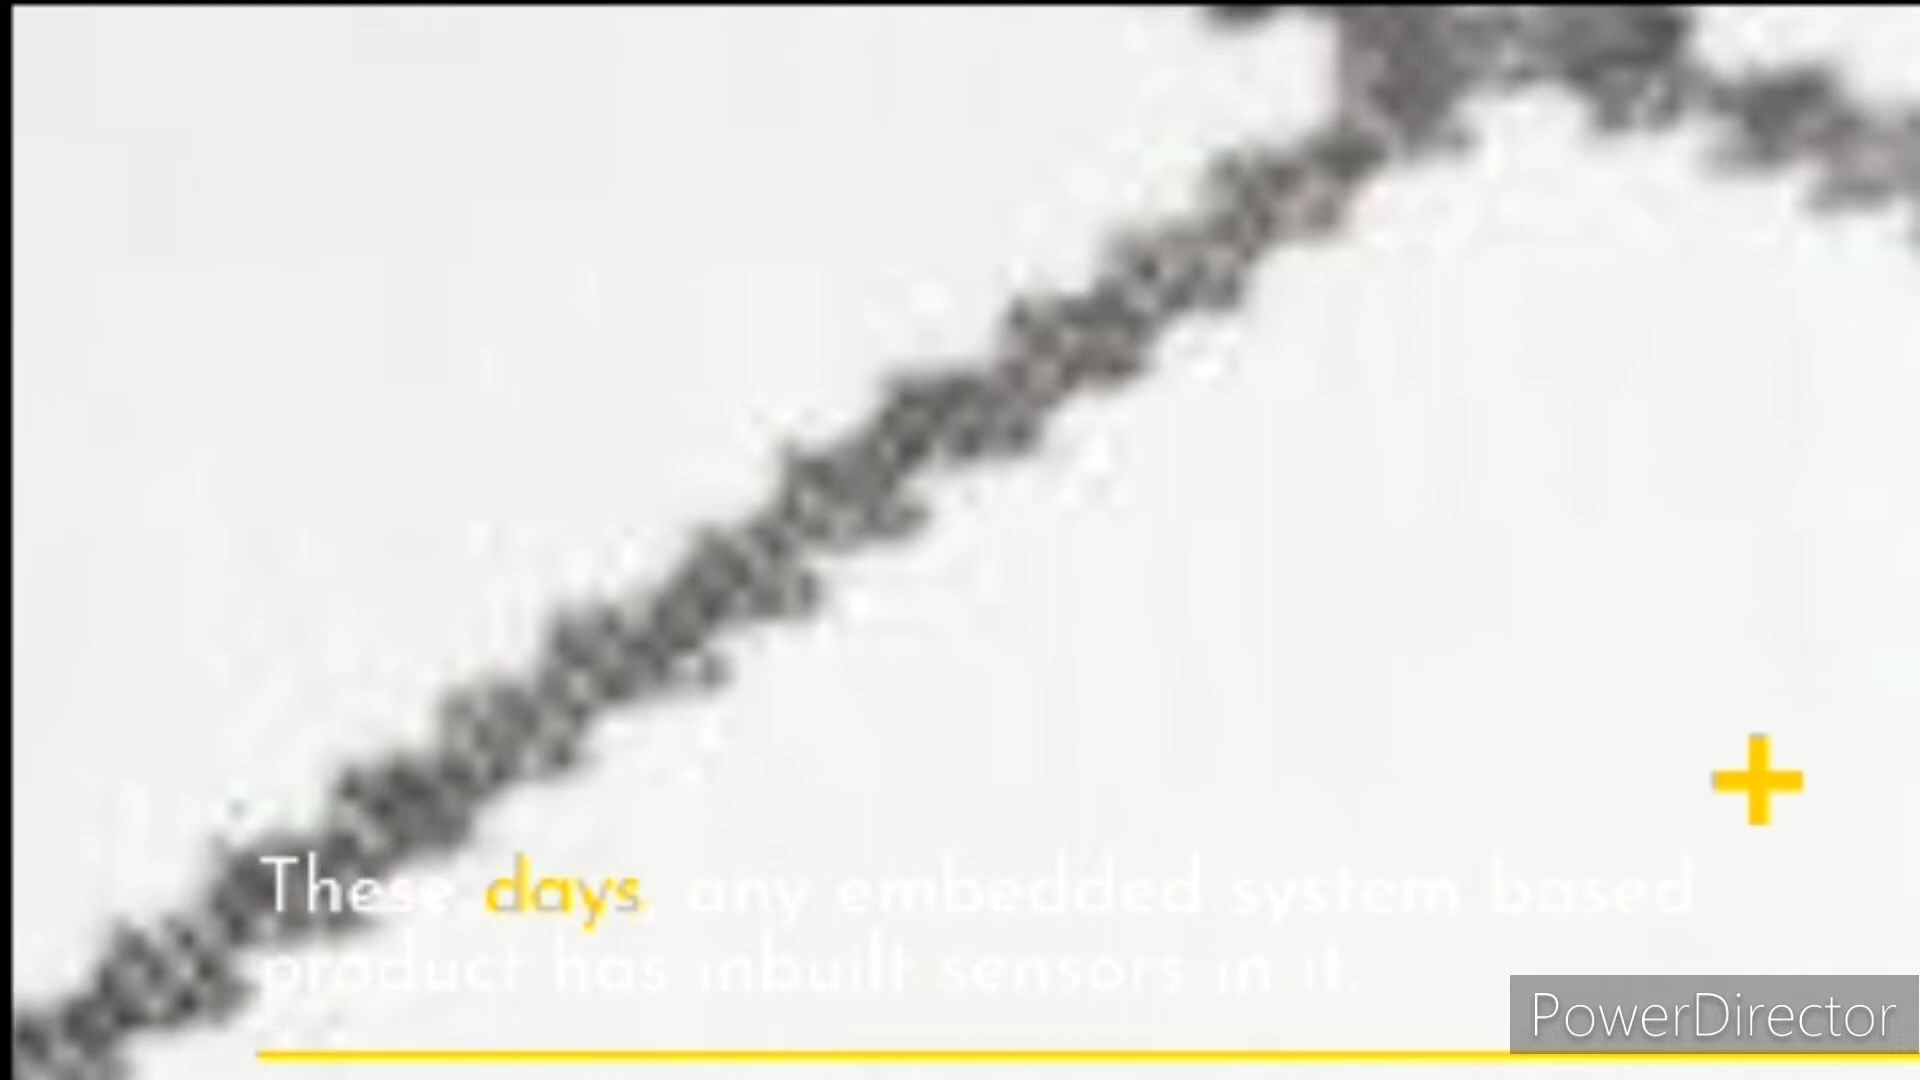 These days, any embedded system based
product has inbuilt sensors in it.
PowerDirector